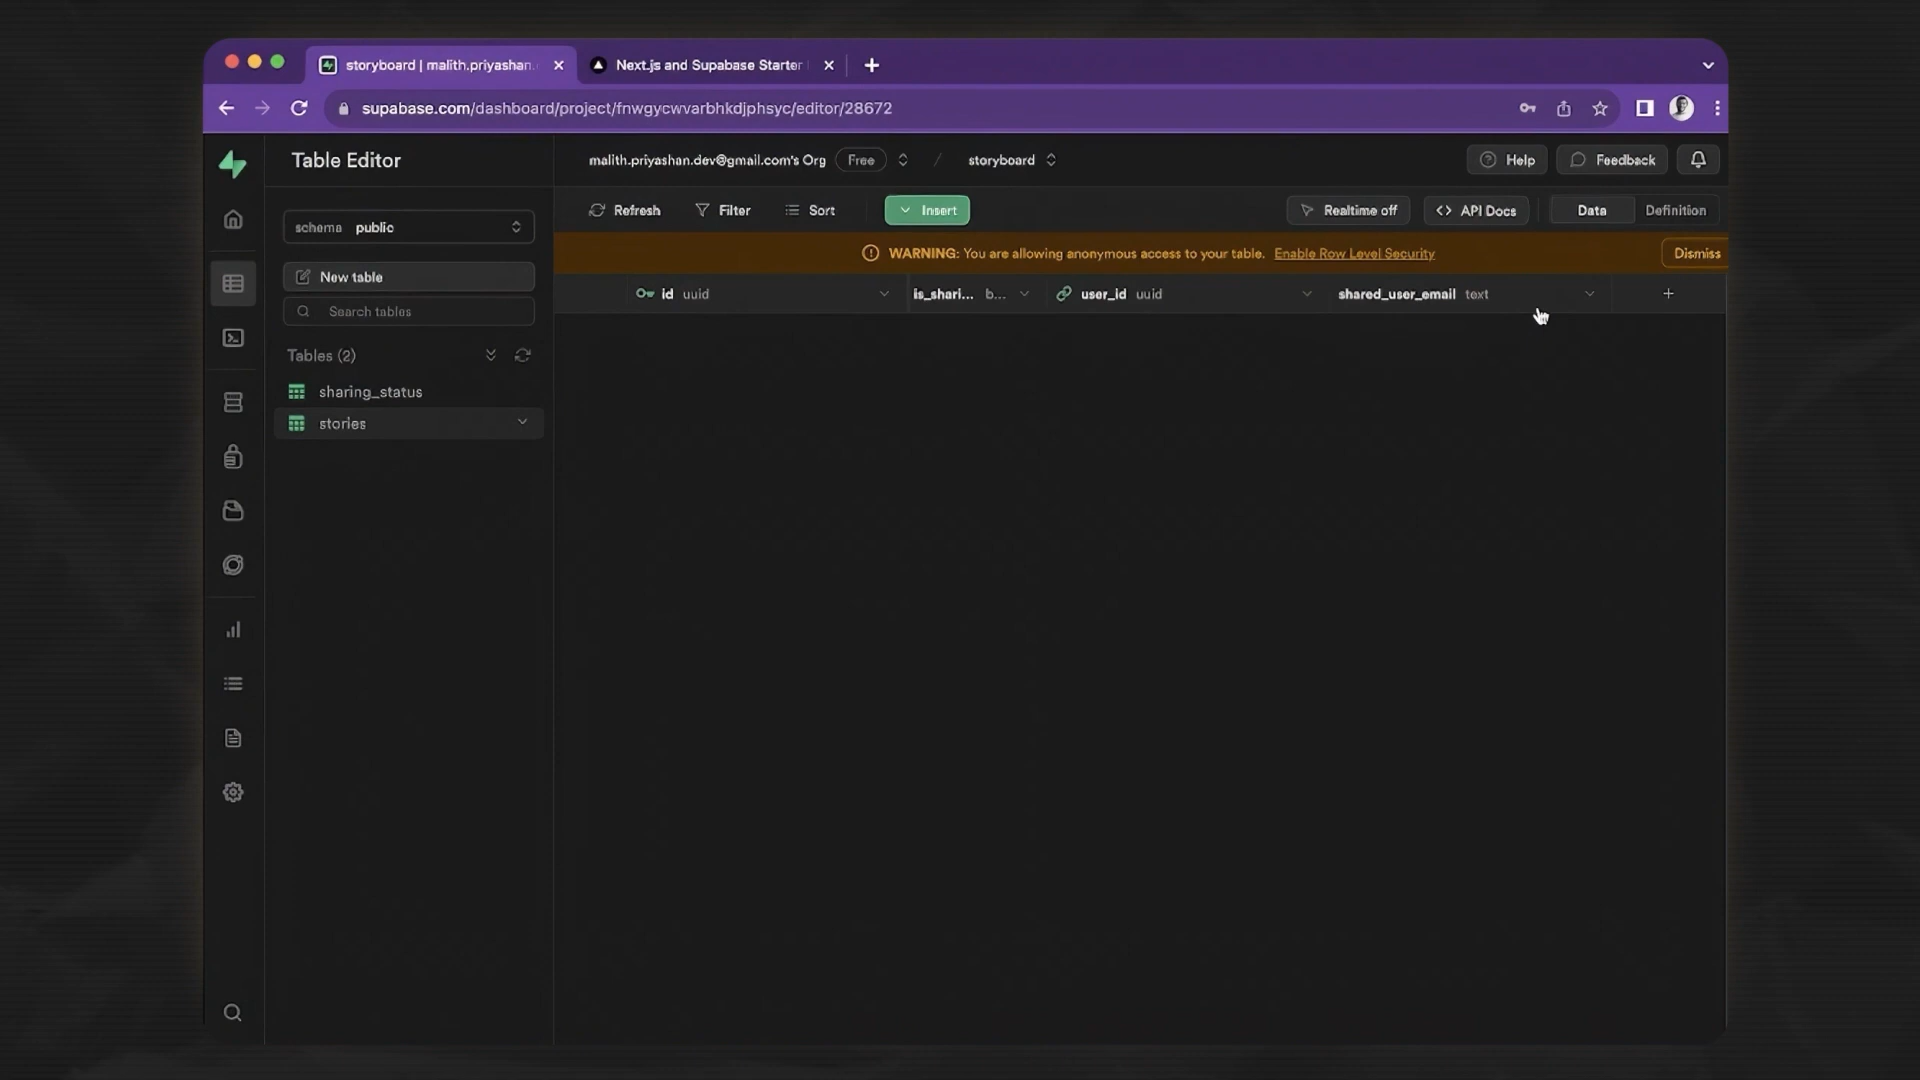 storyboard | malith.priyashan.
Next.js and Supabase Starter
supabase.com/dashboard/project/fnwgycwvarbhkdjphsyc/editor/28672
Table Editor
malith.priyashan.dev@gmail.com's Org Free / storyboard
Help
Feedback
schema public
Refresh
Filter
Sort
Insert
Realtime off
API Docs
Data
Definition
WARNING: You are allowing anonymous access to your table. Enable Row Level Security
Dismiss
New table
id uuid
is_shari... b...
user_id uuid
shared_user_email text
Search tables
Tables (2)
sharing_status
stories